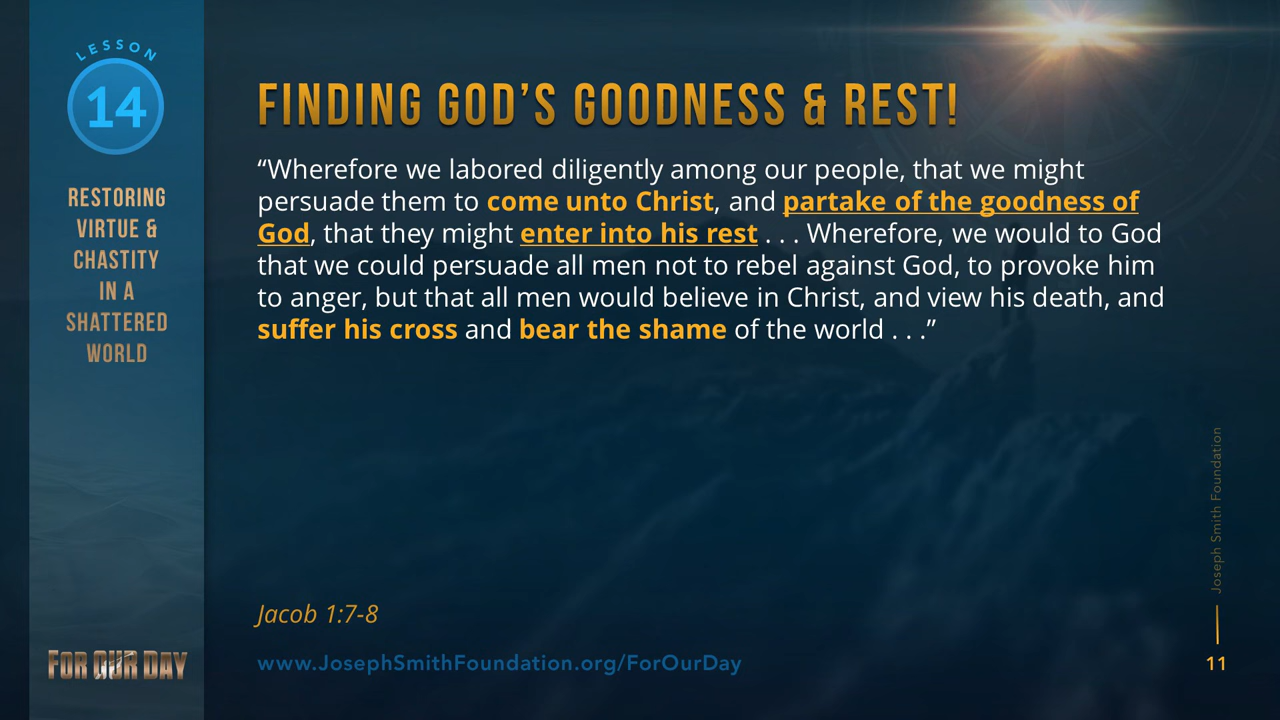 LESSON
14
RESTORING
VIRTUE &
CHASTITY
IN A
SHATTERED
WORLD
FOR OUR DAY
FINDING GOD'S GOODNESS & REST!
“Wherefore we labored diligently among our people, that we might
persuade them to come unto Christ, and partake of the goodness of
God, that they might enter into his rest . . . Wherefore, we would to God
that we could persuade all men not to rebel against God, to provoke him
to anger, but that all men would believe in Christ, and view his death, and
suffer his cross and bear the shame of the world . . .”
Jacob 1:7-8
www.JosephSmithFoundation.org/ForOurDay
Joseph Smith Foundation
11